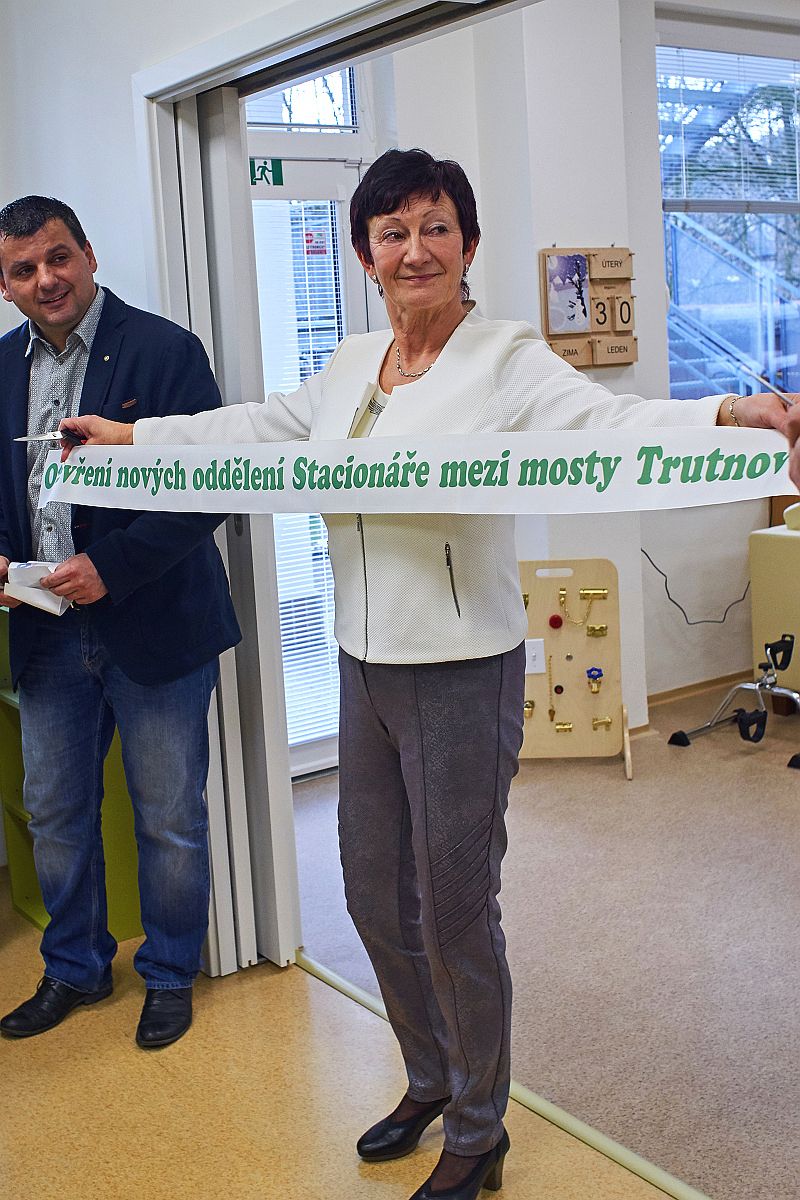 ÚTERÝ
30
ZIMA LEDEN
Otevření nových oddělení Stacionáře mezi mosty Trutnov